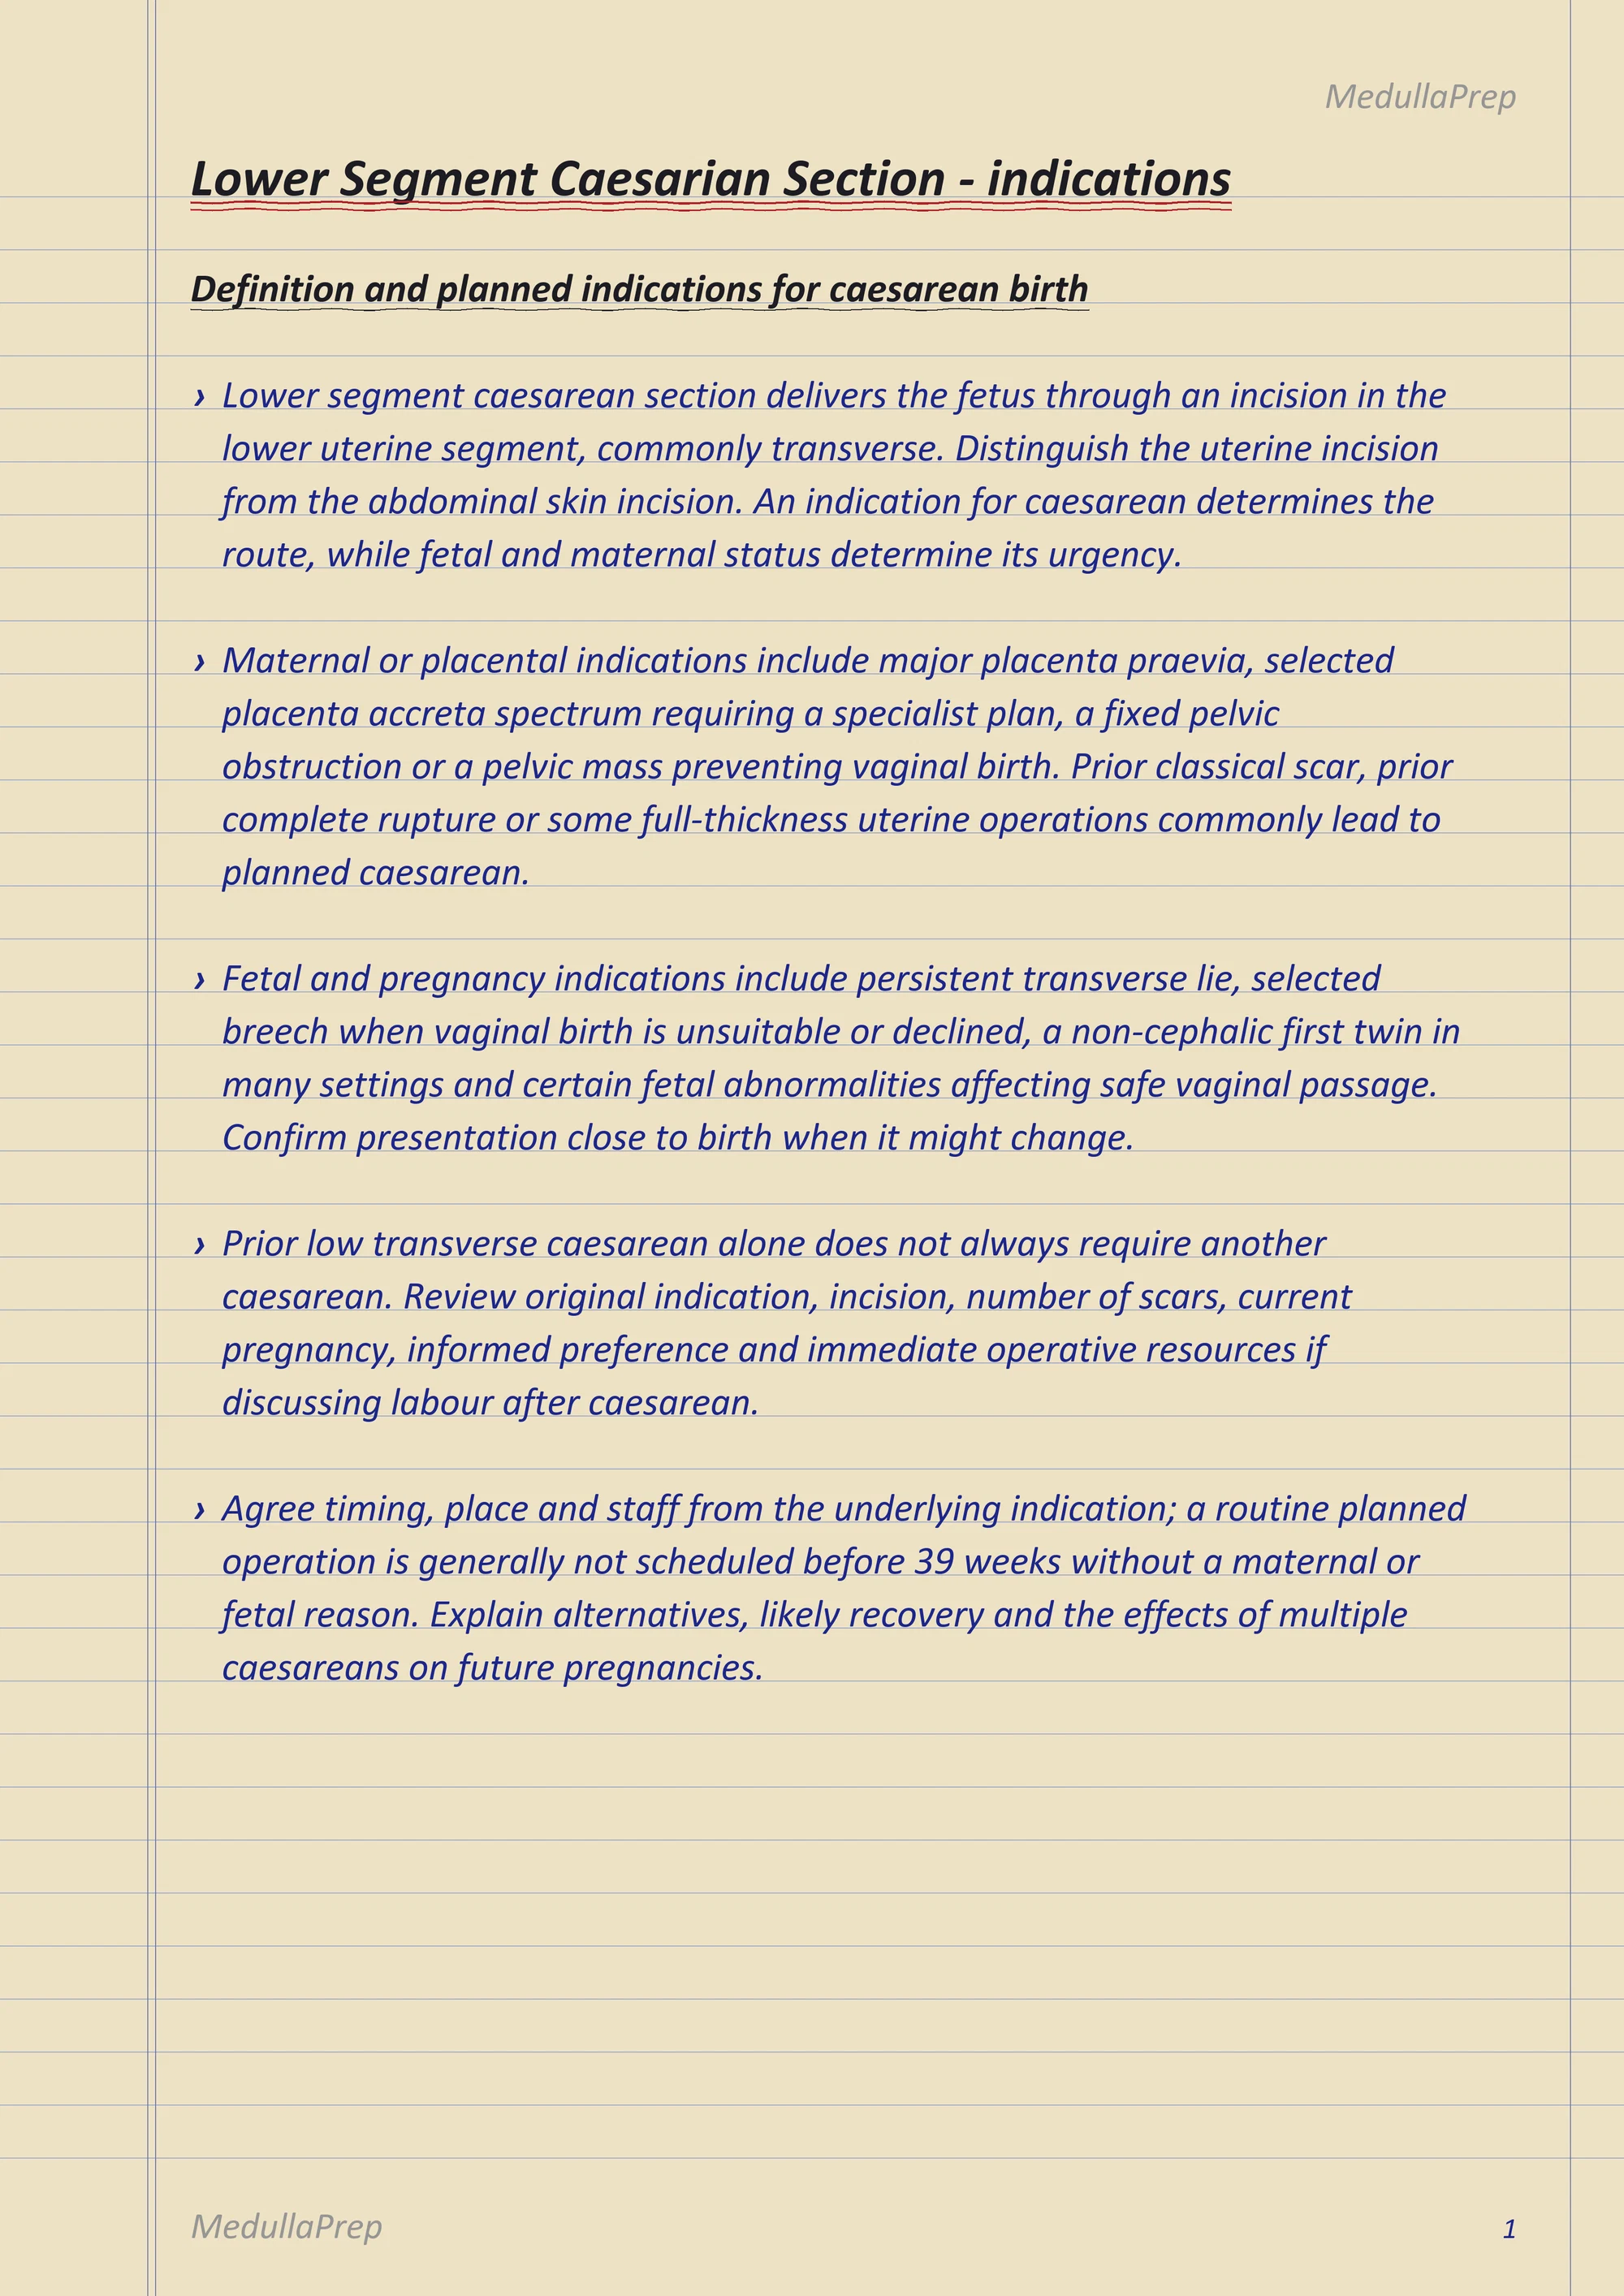 MedullaPrep
Lower Segment Caesarian Section - indications
Definition and planned indications for caesarean birth
› Lower segment caesarean section delivers the fetus through an incision in the
lower uterine segment, commonly transverse. Distinguish the uterine incision
from the abdominal skin incision. An indication for caesarean determines the
route, while fetal and maternal status determine its urgency.
› Maternal or placental indications include major placenta praevia, selected
placenta accreta spectrum requiring a specialist plan, a fixed pelvic
obstruction or a pelvic mass preventing vaginal birth. Prior classical scar, prior
complete rupture or some full-thickness uterine operations commonly lead to
planned caesarean.
› Fetal and pregnancy indications include persistent transverse lie, selected
breech when vaginal birth is unsuitable or declined, a non-cephalic first twin in
many settings and certain fetal abnormalities affecting safe vaginal passage.
Confirm presentation close to birth when it might change.
› Prior low transverse caesarean alone does not always require another
caesarean. Review original indication, incision, number of scars, current
pregnancy, informed preference and immediate operative resources if
discussing labour after caesarean.
› Agree timing, place and staff from the underlying indication; a routine planned
operation is generally not scheduled before 39 weeks without a maternal or
fetal reason. Explain alternatives, likely recovery and the effects of multiple
caesareans on future pregnancies.
MedullaPrep
1